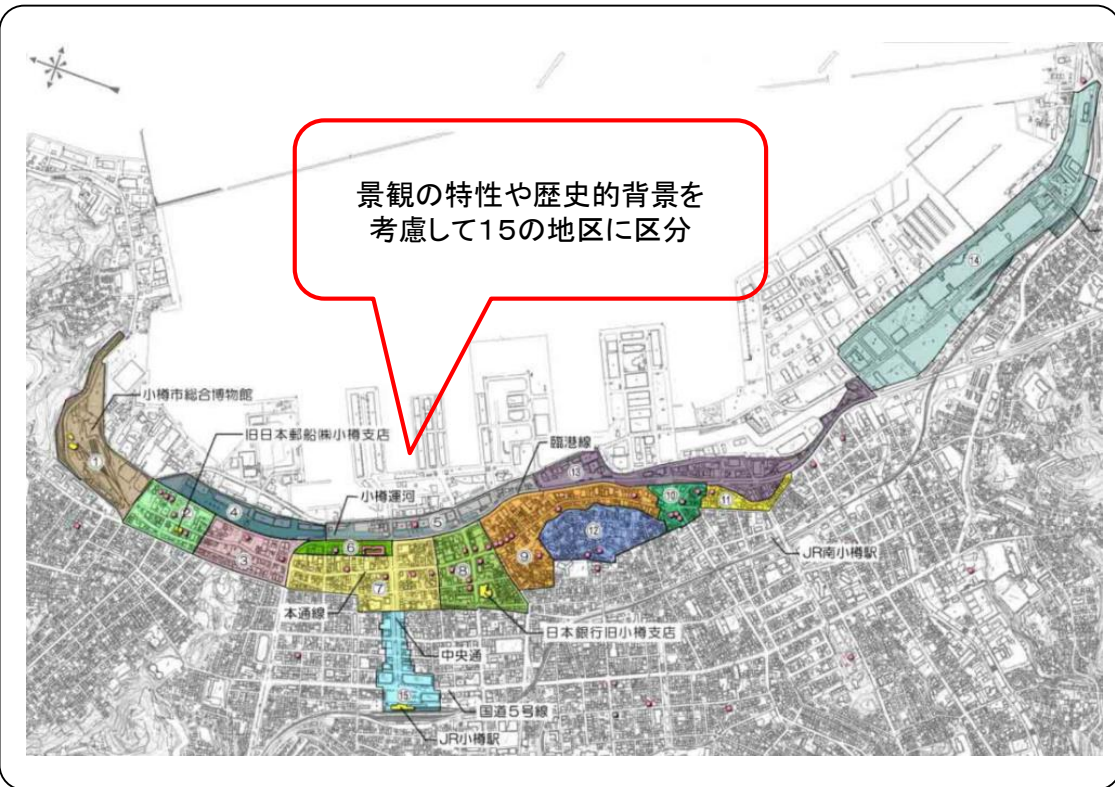 景観の特性や歴史的背景を
考慮して15の地区に区分
⑭
小樽市総合博物館
旧日本郵船㈱小樽支店
臨港線
①
小樽運河
⑬
②
④
⑤
⑩
⑪
⑥
⑫
③
⑨
JR南小樽駅
⑧
⑦
本通線
日本銀行旧小樽支店
中央通
⑮
国道5号線
JR小樽駅